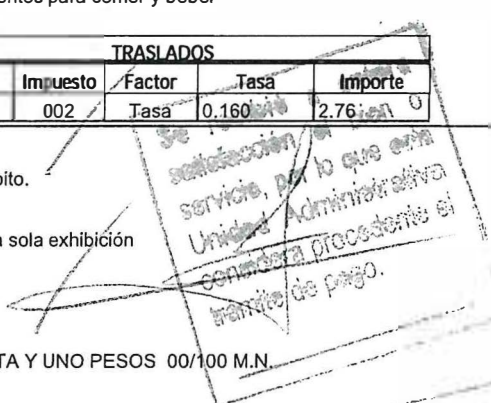 entos para comer y beber
TRASLADOS
Impuesto Factor Tasa Importe
002 Tasa 0.160 2.76
Se
satisfacción el bien o
servicio, por lo que esta
Unidad Administrativa
considera procedente el
trámite de pago.
bito.
a sola exhibición
TA Y UNO PESOS 00/100 M.N.